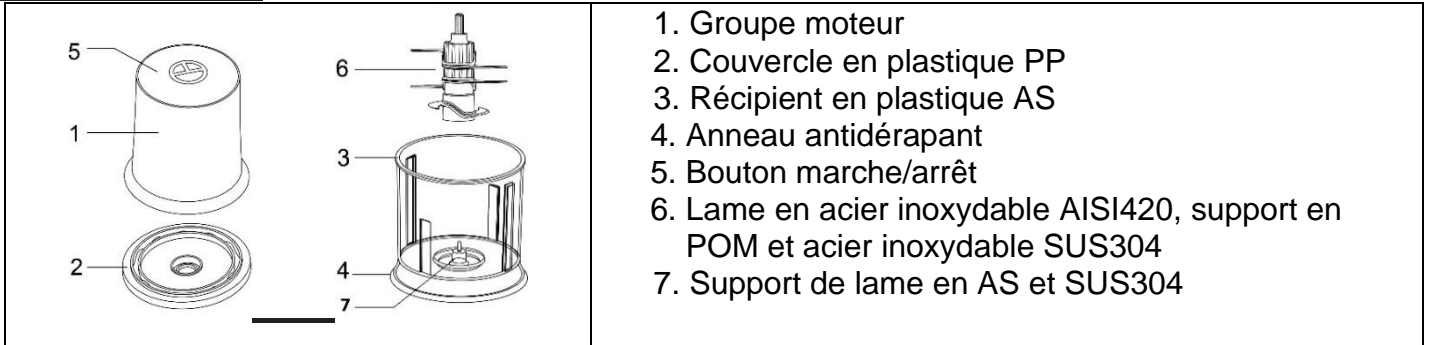 5
1
2
6
3
4
7
1. Groupe moteur
2. Couvercle en plastique PP
3. Récipient en plastique AS
4. Anneau antidérapant
5. Bouton marche/arrêt
6. Lame en acier inoxydable AISI420, support en
POM et acier inoxydable SUS304
7. Support de lame en AS et SUS304